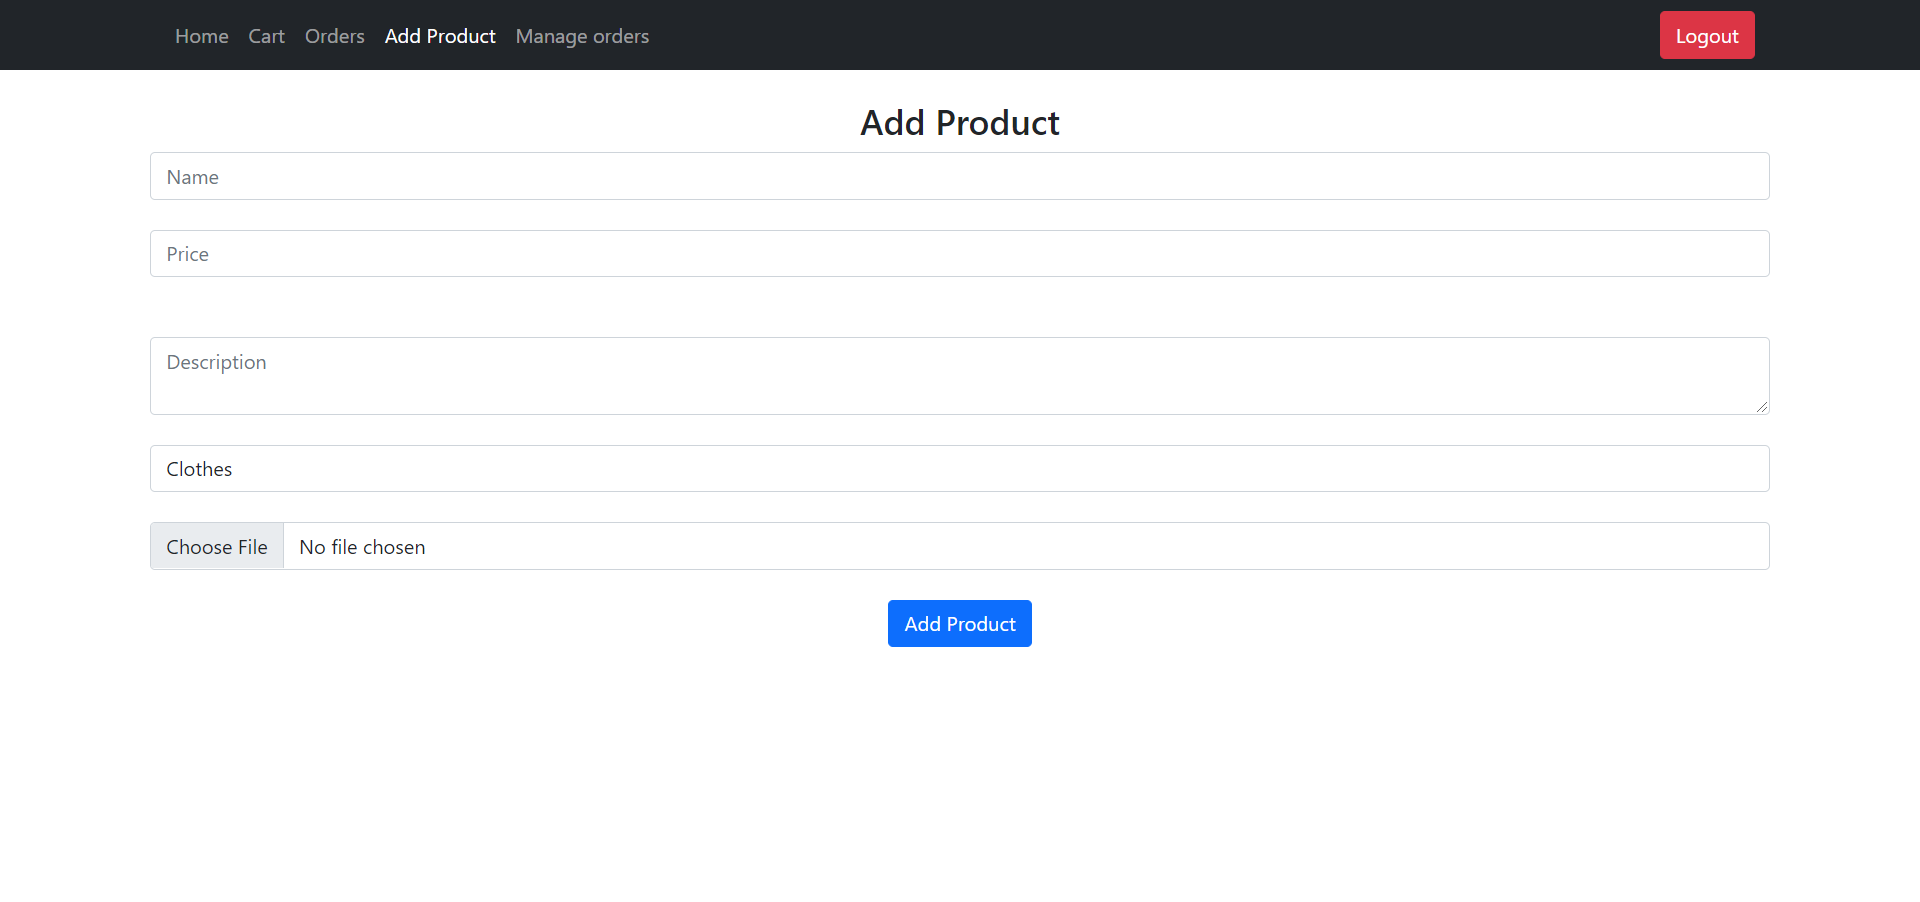 Home Cart Orders Add Product Manage orders Logout
Add Product
Name
Price
Description
Clothes
Choose File No file chosen
Add Product